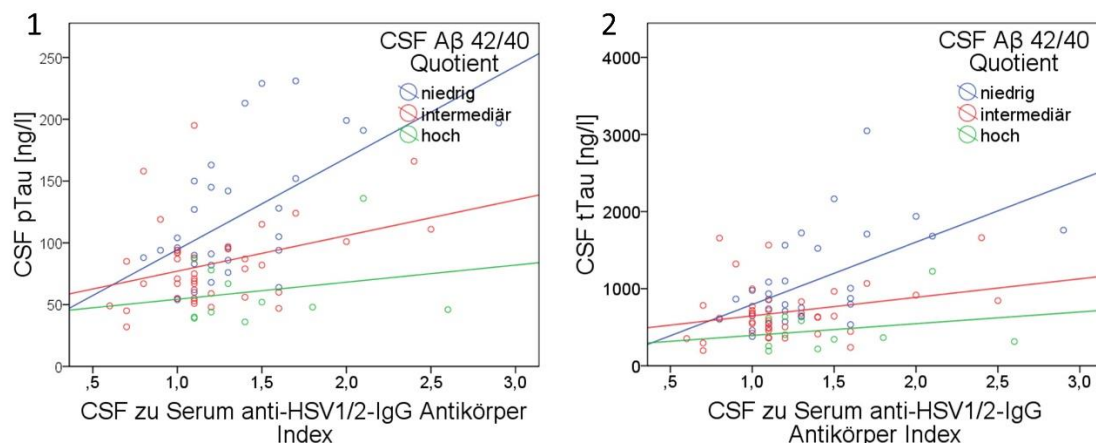 1
CSF Aβ 42/40
Quotient
niedrig
intermediär
hoch
CSF pTau [ng/l]
250
200
150
100
50
0
,5 1,0 1,5 2,0 2,5 3,0
CSF zu Serum anti-HSV1/2-IgG Antikörper
Index
2
CSF Aβ 42/40
Quotient
niedrig
intermediär
hoch
CSF tTau [ng/l]
4000
3000
2000
1000
0
,5 1,0 1,5 2,0 2,5 3,0
CSF zu Serum anti-HSV1/2-IgG
Antikörper Index